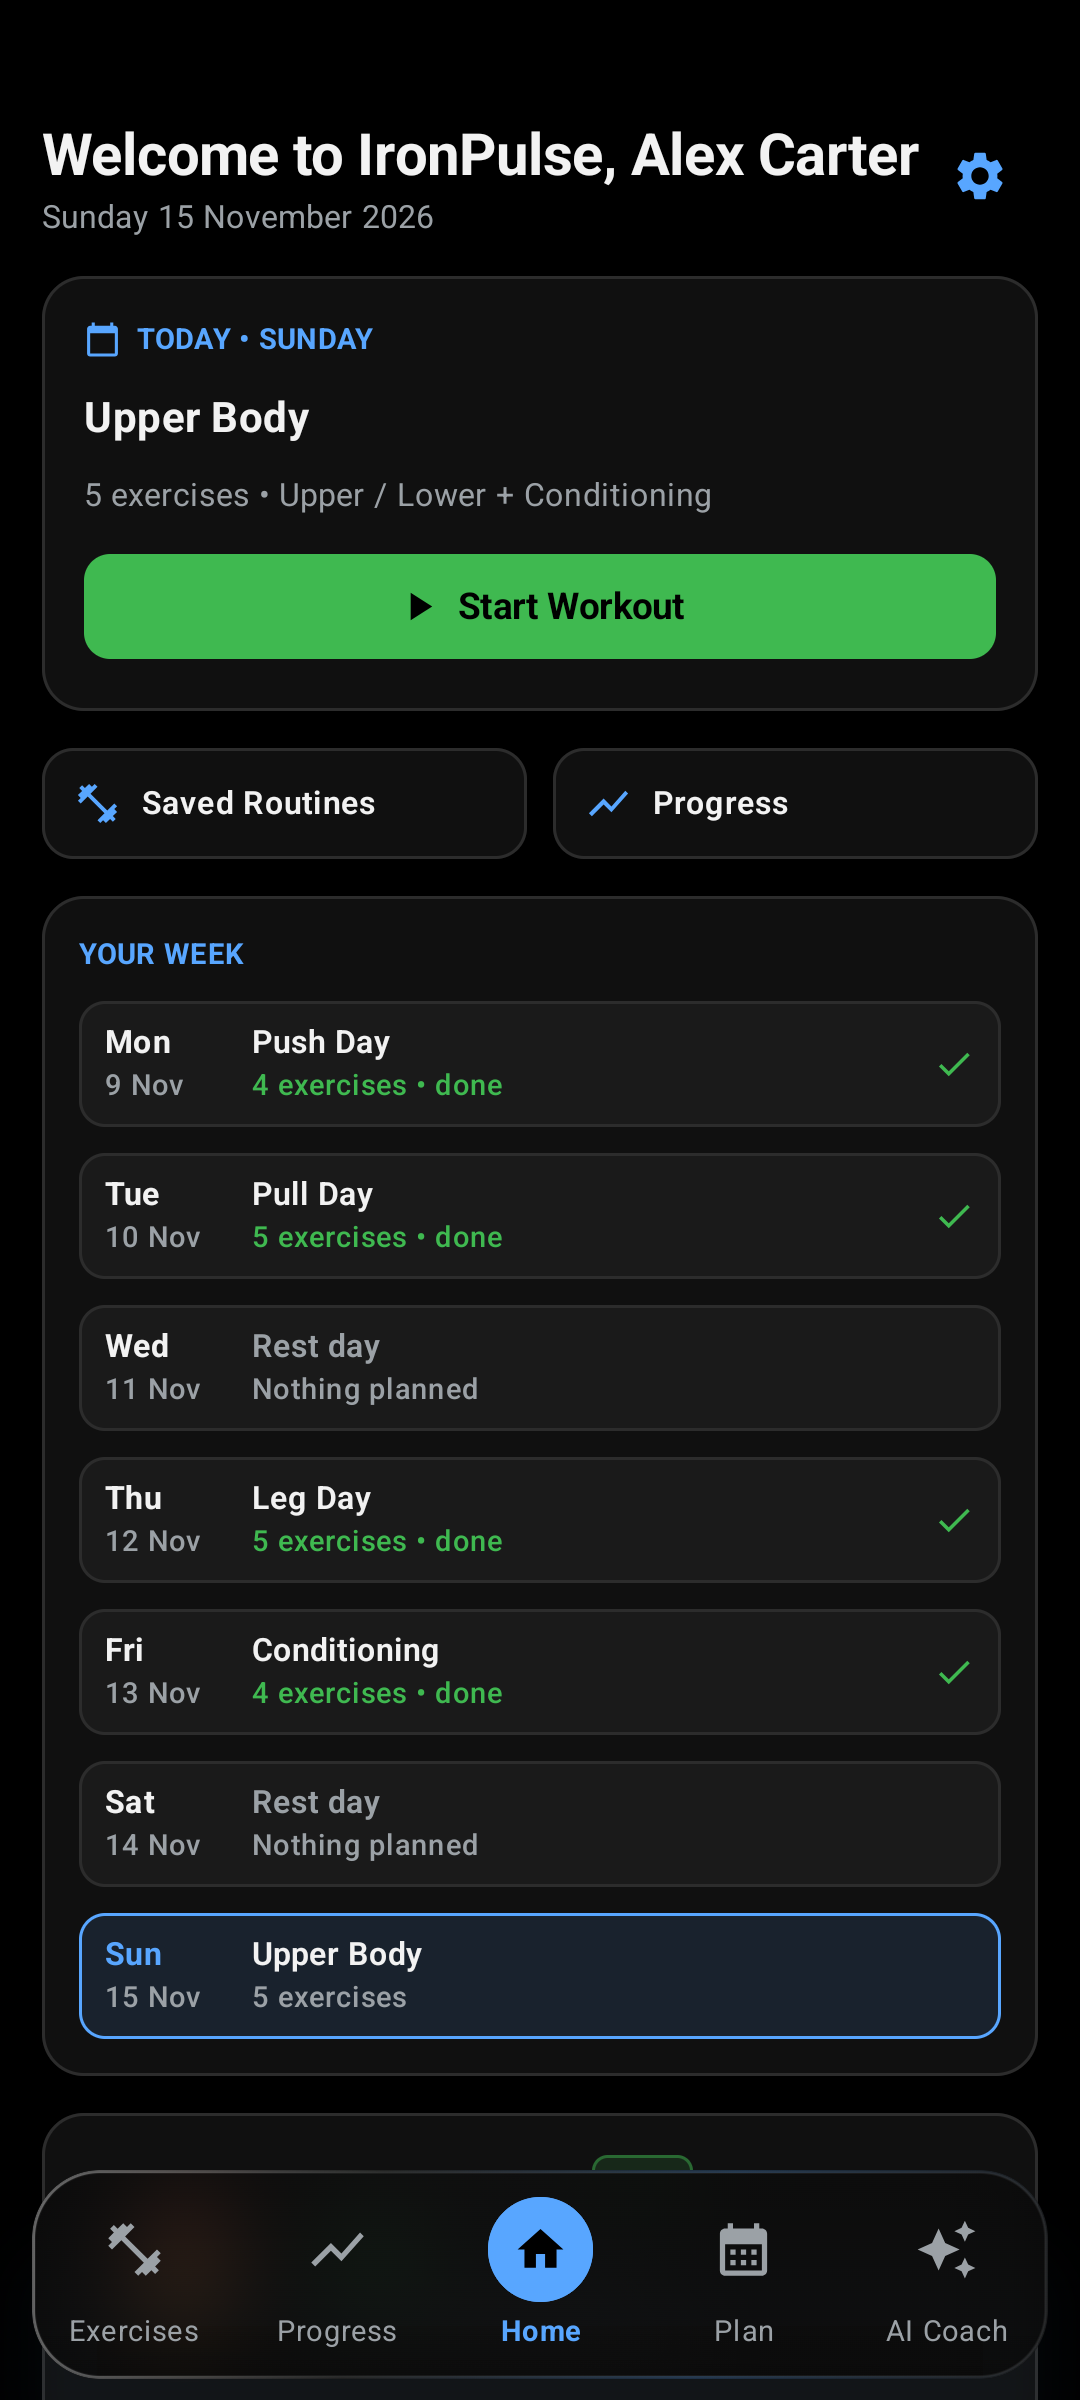 Welcome to IronPulse, Alex Carter
Sunday 15 November 2026
TODAY • SUNDAY
Upper Body
5 exercises • Upper / Lower + Conditioning
Start Workout
Saved Routines
Progress
YOUR WEEK
Mon
Push Day
9 Nov
4 exercises • done
Tue
Pull Day
10 Nov
5 exercises • done
Wed
Rest day
11 Nov
Nothing planned
Thu
Leg Day
12 Nov
5 exercises • done
Fri
Conditioning
13 Nov
4 exercises • done
Sat
Rest day
14 Nov
Nothing planned
Sun
Upper Body
15 Nov
5 exercises
Exercises
Progress
Home
Plan
AI Coach